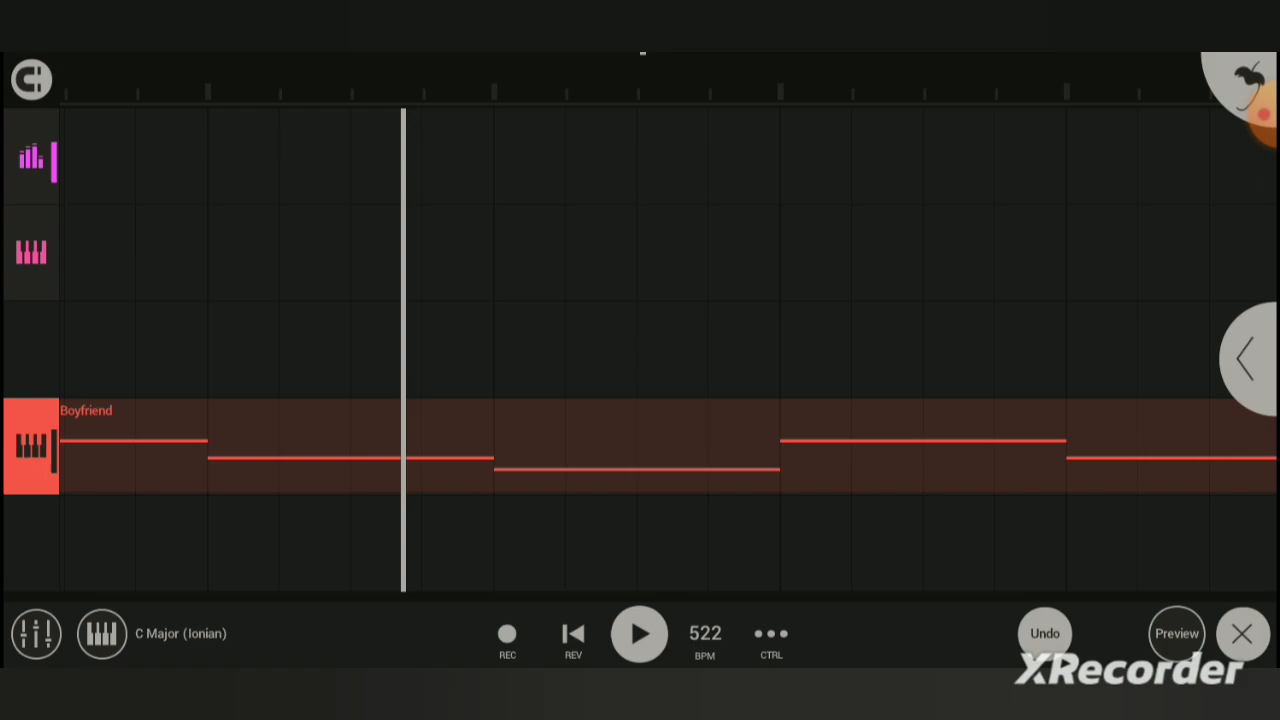 Boyfriend
C Major (Ionian)
REC
REV
522
BPM
CTRL
Undo
Preview
XRecorder